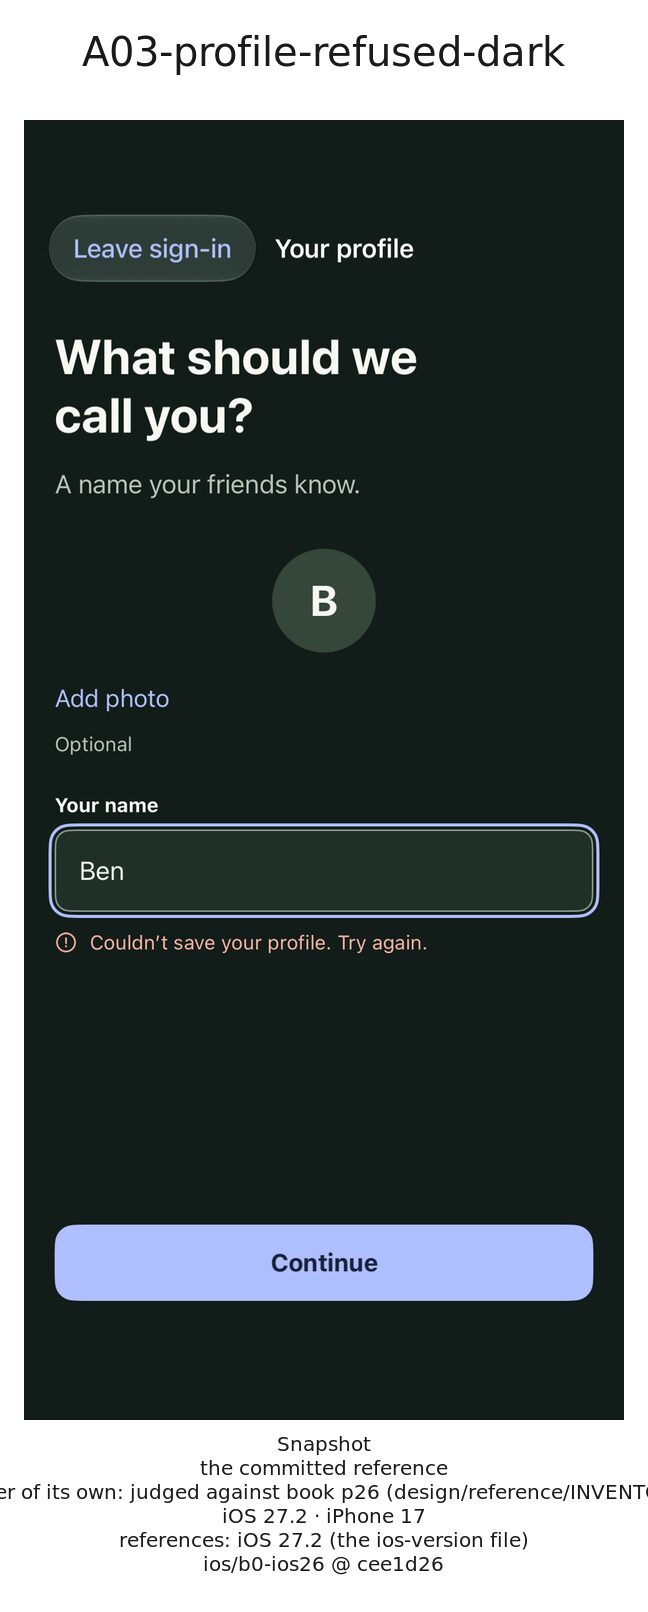 A03-profile-refused-dark
Leave sign-in Your profile
What should we
call you?
A name your friends know.
B
Add photo
Optional
Your name
Ben
Couldn’t save your profile. Try again.
Continue
Snapshot
the committed reference
of its own: judged against book p26 (design/reference/
iOS 27.2 · iPhone 17
references: iOS 27.2 (the ios-version file)
ios/b0-ios26 @ cee1d26